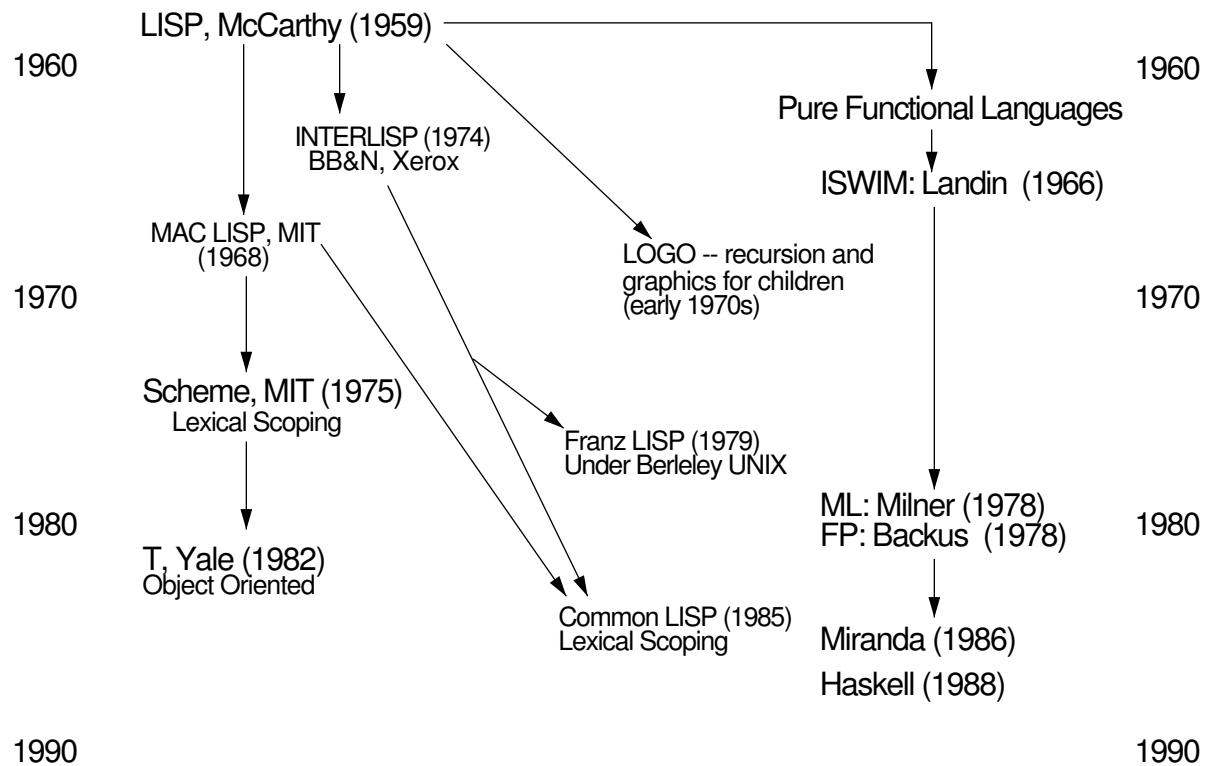 LISP, McCarthy (1959)
1960
1960
Pure Functional Languages
INTERLISP (1974)
BB&N, Xerox
ISWIM: Landin (1966)
MAC LISP, MIT
(1968)
LOGO -- recursion and
graphics for children
(early 1970s)
1970
1970
Scheme, MIT (1975)
Lexical Scoping
Franz LISP (1979)
Under Berleley UNIX
ML: Milner (1978)
FP: Backus (1978)
1980
1980
T, Yale (1982)
Object Oriented
Common LISP (1985)
Lexical Scoping
Miranda (1986)
Haskell (1988)
1990
1990